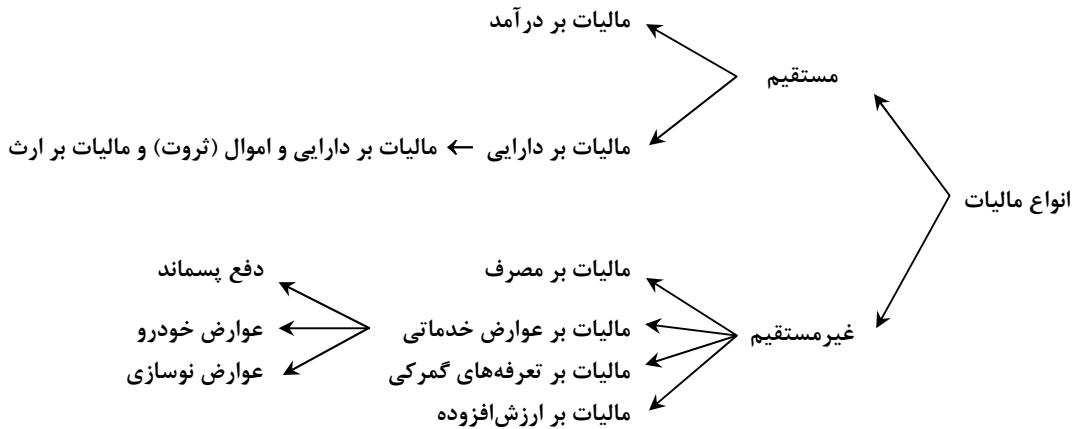 انواع مالیات
مستقیم
مالیات بر درآمد
مالیات بر دارایی ← مالیات بر دارایی و اموال (ثروت) و مالیات بر ارث
غیرمستقیم
مالیات بر مصرف
مالیات بر عوارض خدماتی
دفع پسماند
عوارض خودرو
عوارض نوسازی
مالیات بر تعرفه‌های گمرکی
مالیات بر ارزش‌افزوده